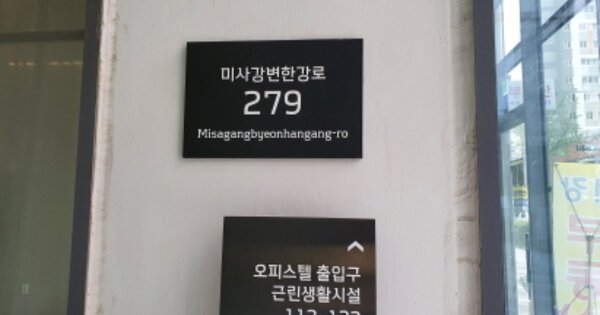 미사강변한강로
279
Misagangbyeonhangang-ro
오피스텔 출입구
근린생활시설